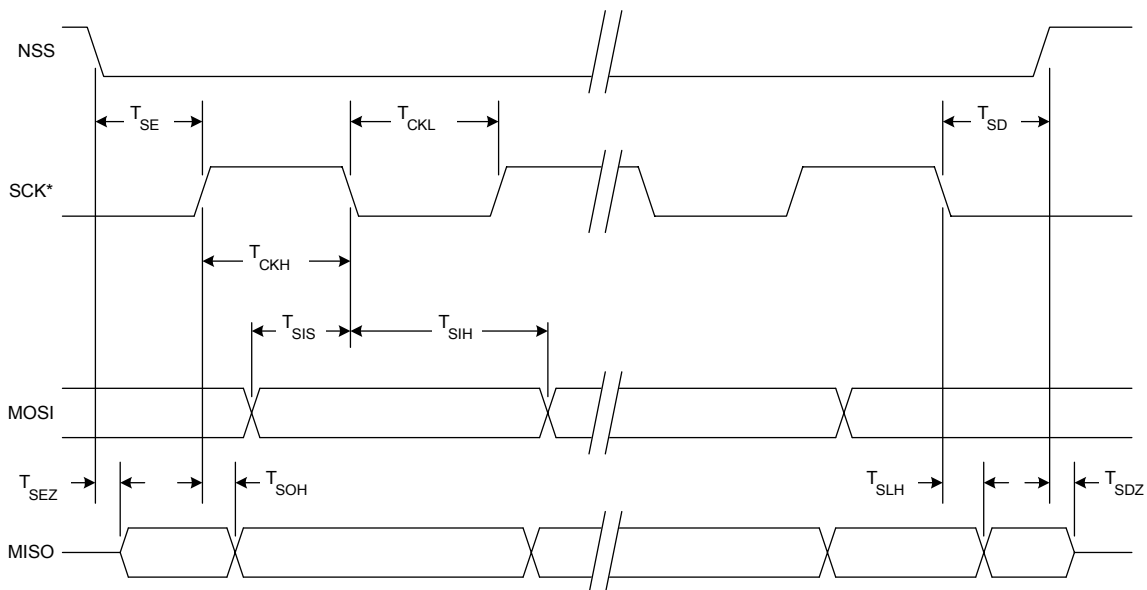 NSS
T_SE
T_CKL
T_SD
SCK*
T_CKH
T_SIS
T_SIH
MOSI
T_SEZ
T_SOH
T_SLH
T_SDZ
MISO